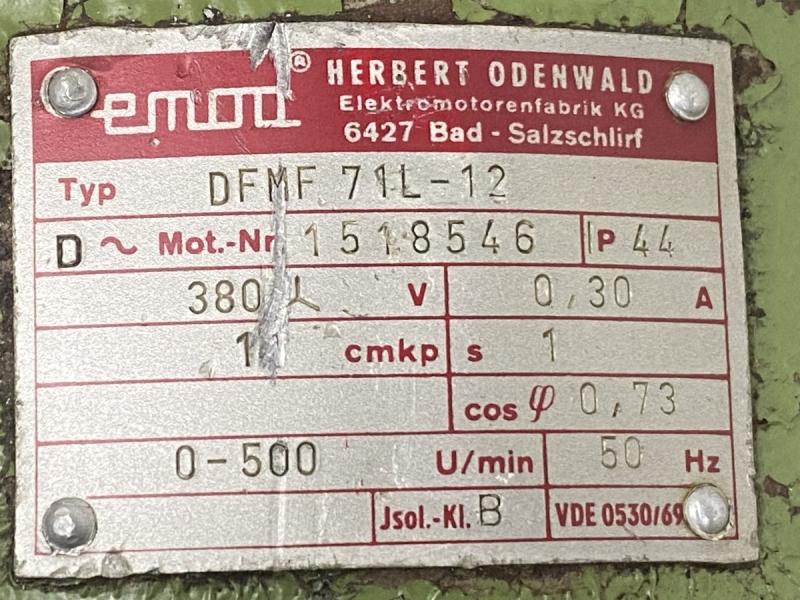 emod® HERBERT ODENWALD
Elektromotorenfabrik KG
6427 Bad - Salzschlirf
Typ DFMF 71L-12
D ~ Mot.-Nr 1518546 IP 44
380 V 0,30 A
cmkp s 1
cos φ 0,73
0-500 U/min 50 Hz
Jsol.-Kl. B VDE 0530/69